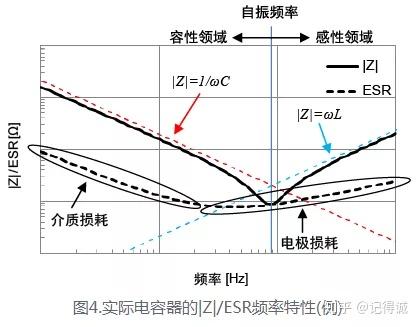 自振频率
容性领域
感性领域
|Z|=1/ωC
|Z|
ESR
|Z|=ωL
|Z|/ESR[Ω]
介质损耗
电极损耗
频率 [Hz]
图4.实际电容器的|Z|/ESR频率特性(例)
知乎 @记得诚